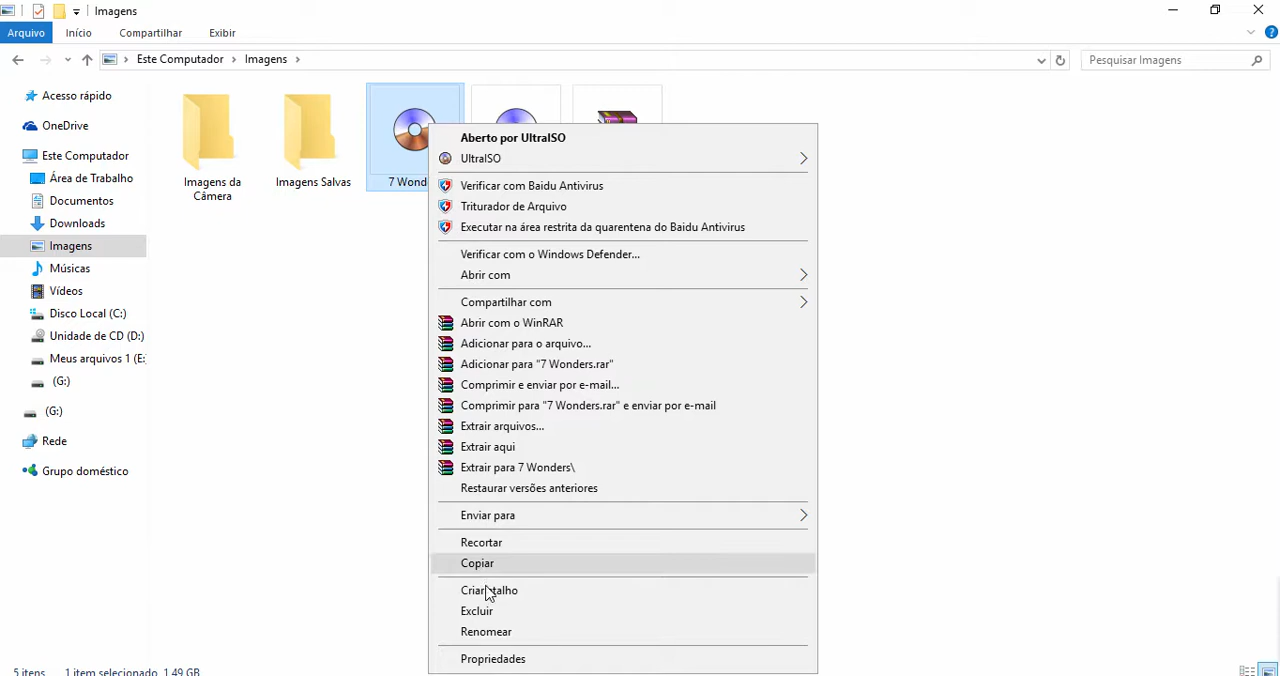 Imagens
Arquivo Início Compartilhar Exibir
Este Computador Imagens
Pesquisar Imagens
Acesso rápido
OneDrive
Este Computador
Área de Trabalho
Documentos
Downloads
Imagens
Músicas
Vídeos
Disco Local (C:)
Unidade de CD (D:)
Meus arquivos 1 (E:
(G:)
(G:)
Rede
Grupo doméstico
Imagens da
Câmera
Imagens Salvas
7 Wond
Aberto por UltraISO
UltraISO
Verificar com Baidu Antivirus
Triturador de Arquivo
Executar na área restrita da quarentena do Baidu Antivirus
Verificar com o Windows Defender...
Abrir com
Compartilhar com
Abrir com o WinRAR
Adicionar para o arquivo...
Adicionar para "7 Wonders.rar"
Comprimir e enviar por e-mail...
Comprimir para "7 Wonders.rar" e enviar por e-mail
Extrair arquivos...
Extrair aqui
Extrair para 7 Wonders\
Restaurar versões anteriores
Enviar para
Recortar
Copiar
Criar atalho
Excluir
Renomear
Propriedades
5 itens 1 item selecionado 1,49 GB